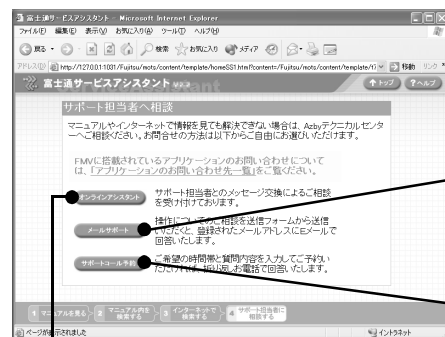 富士通サービスアシスタント - Microsoft Internet Explorer
ファイル(F) 編集(E) 表示(V) お気に入り(A) ツール(T) ヘルプ(H)
戻る 検索 お気に入り メディア
アドレス(D) http://127.0.0.1:1031/Fujitsu/mots/content/template/homeSS1.html?content=/Fujitsu/mots/content/template/ 移動 リンク
富士通サービスアシスタント トップ ヘルプ
サポート担当者へ相談
マニュアルやインターネットで情報を見ても解決できない場合は、Azbyテクニカルセンタ
ーへご相談ください。お問合せの方法は以下からご自由にお選びいただけます。
FMVに搭載されているアプリケーションのお問い合わせについて
は、「アプリケーションのお問い合わせ先一覧」をご覧ください。
オンラインアシスタント サポート担当者とのメッセージ交換によるご相談
を受け付けております。
メールサポート 操作についてのご相談を送信フォームから送信
いただくと、登録されたメールアドレスにEメールで
回答いたします。
サポートコール予約 ご希望の時間帯と質問内容を入力してご予約い
ただければ、折り返しお電話で回答いたします。
1 マニュアルを見る 2 マニュアル内を検索する 3 インターネットで検索する 4 サポート担当者に相談する
ページが表示されました イントラネット